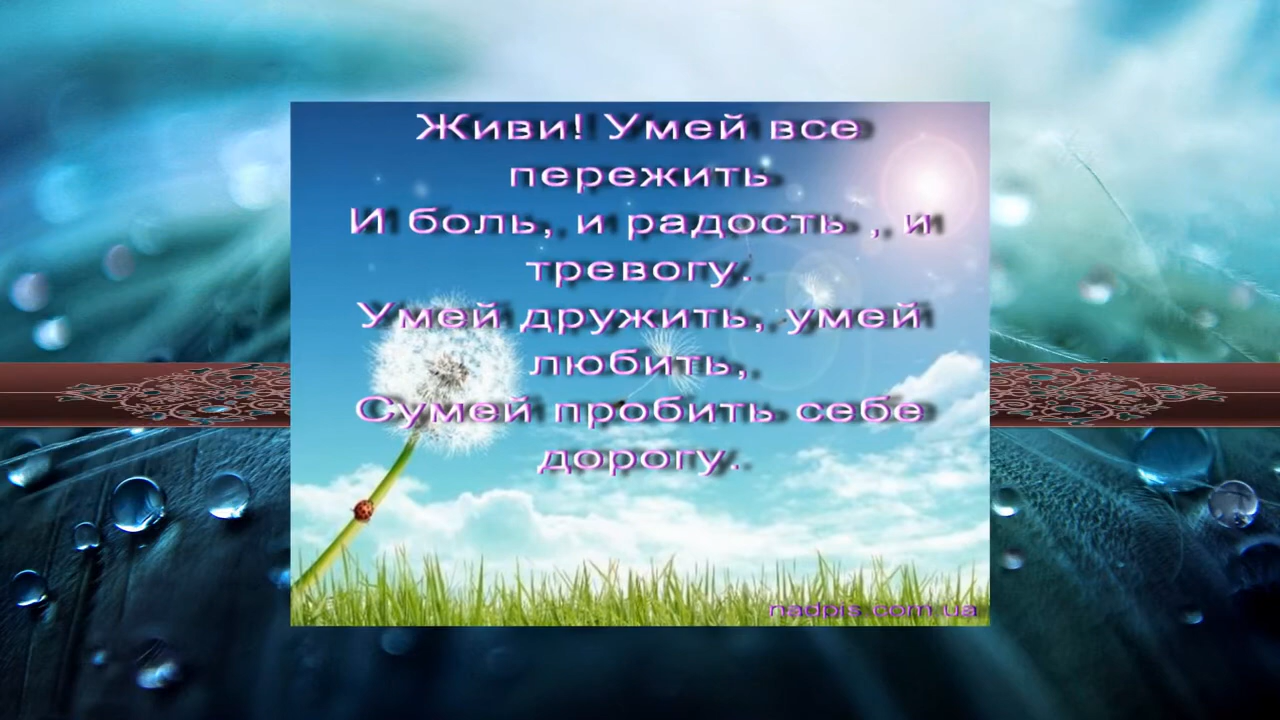 Живи! Умей все
пережить
И боль, и радость , и
тревогу.
Умей дружить, умей
любить,
Сумей пробить себе
дорогу.
nadpis.com.ua